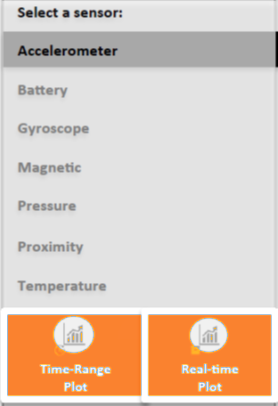 Select a sensor:
Accelerometer
Battery
Gyroscope
Magnetic
Pressure
Proximity
Temperature
Time-Range
Plot
Real-time
Plot